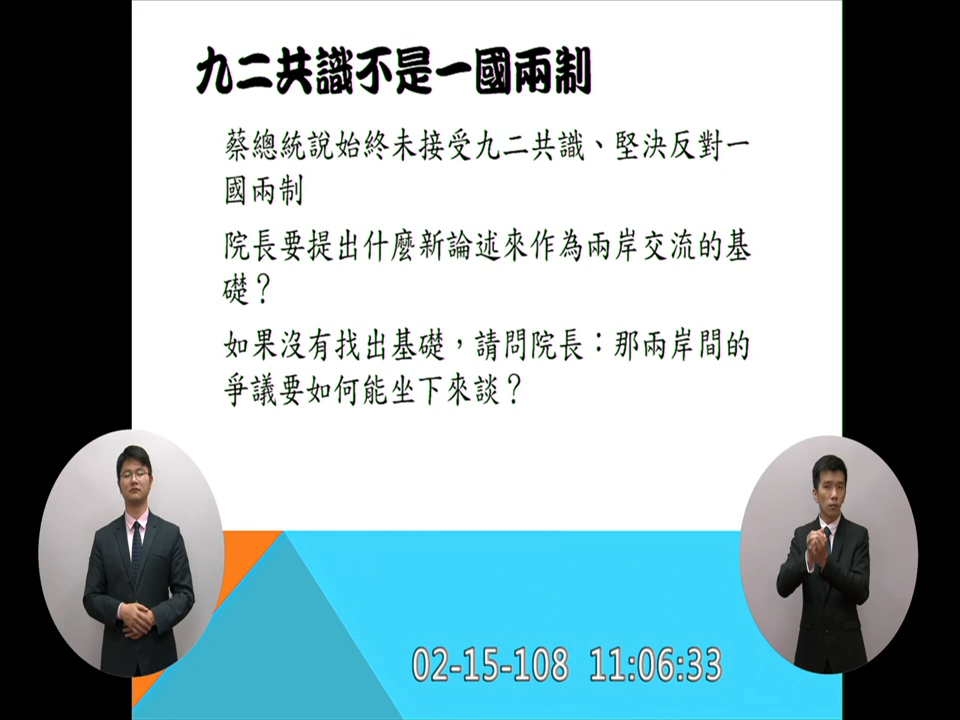 九二共識不是一國兩制
蔡總統說始終未接受九二共識、堅決反對一
國兩制
院長要提出什麼新論述來作為兩岸交流的基
礎？
如果沒有找出基礎，請問院長：那兩岸間的
爭議要如何能坐下來談？
02-15-108 11:06:33